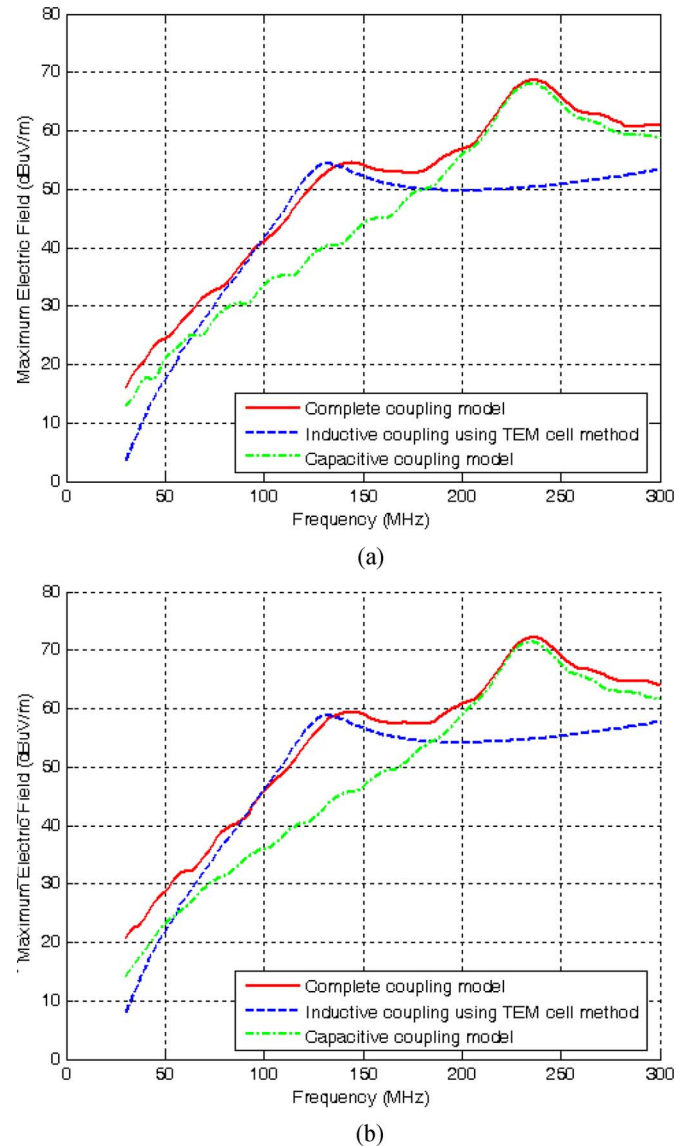 80
70
60
50
40
30
20
10
0
Maximum Electric Field (dBuV/m)
Complete coupling model
Inductive coupling using TEM cell method
Capacitive coupling model
0 50 100 150 200 250 300
Frequency (MHz)
(a)
80
70
60
50
40
30
20
10
0
Maximum Electric Field (dBuV/m)
Complete coupling model
Inductive coupling using TEM cell method
Capacitive coupling model
0 50 100 150 200 250 300
Frequency (MHz)
(b)